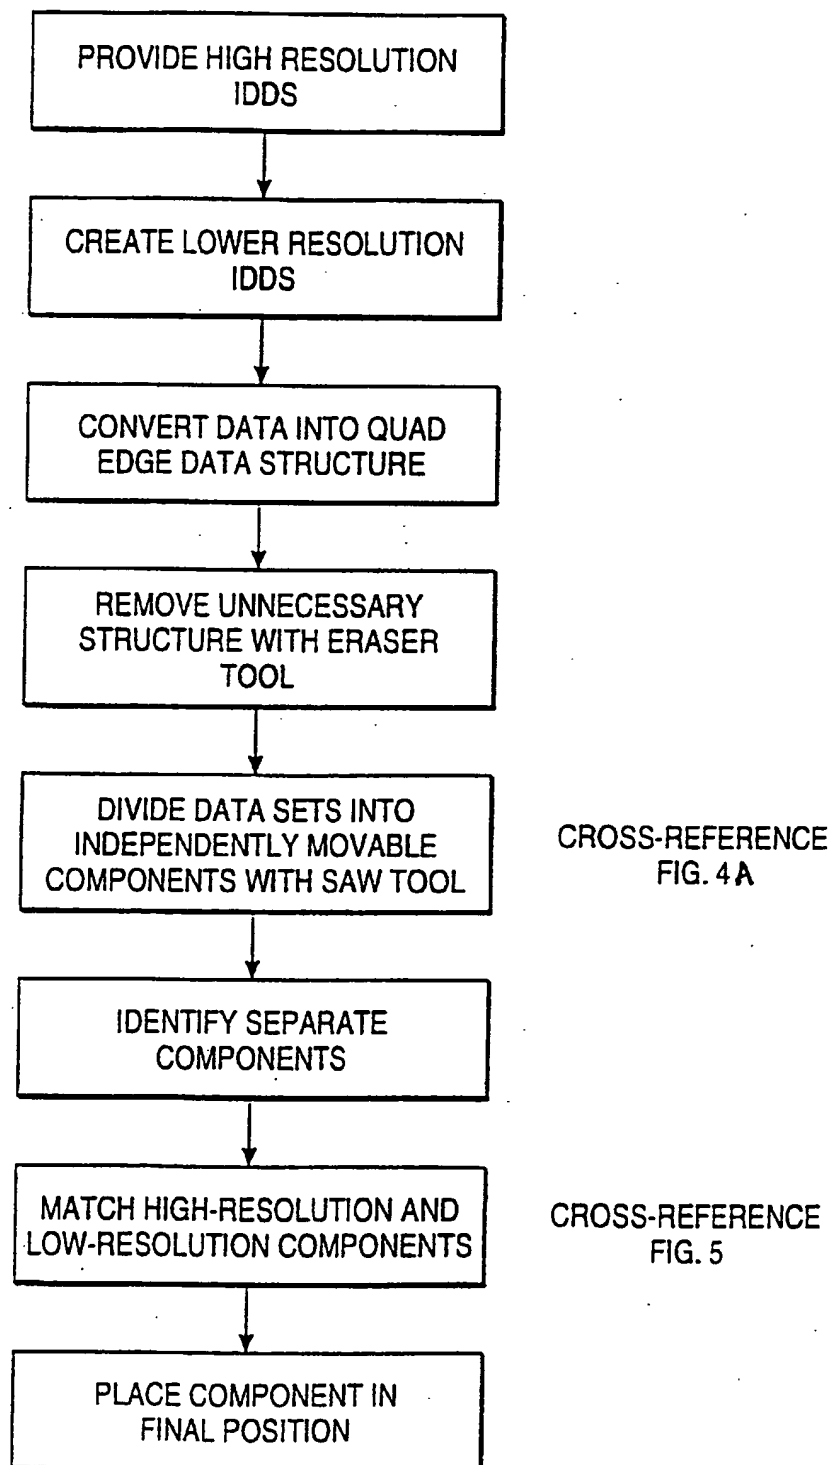 PROVIDE HIGH RESOLUTION
IDDS
CREATE LOWER RESOLUTION
IDDS
CONVERT DATA INTO QUAD
EDGE DATA STRUCTURE
REMOVE UNNECESSARY
STRUCTURE WITH ERASER
TOOL
DIVIDE DATA SETS INTO
INDEPENDENTLY MOVABLE
COMPONENTS WITH SAW TOOL
CROSS-REFERENCE
FIG. 4A
IDENTIFY SEPARATE
COMPONENTS
MATCH HIGH-RESOLUTION AND
LOW-RESOLUTION COMPONENTS
CROSS-REFERENCE
FIG. 5
PLACE COMPONENT IN
FINAL POSITION